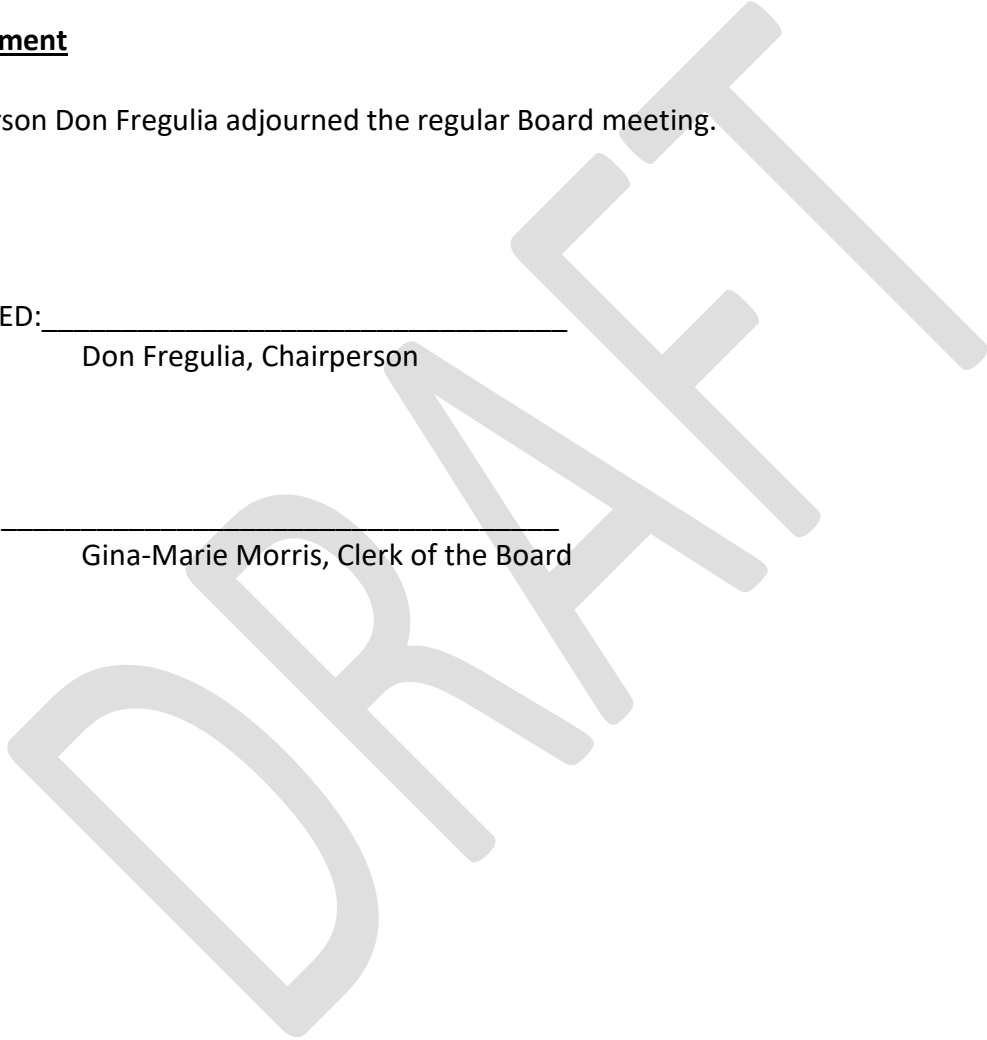 ment
rson Don Fregulia adjourned the regular Board meeting.
ED:_________________________________
Don Fregulia, Chairperson
___________________________________
Gina-Marie Morris, Clerk of the Board
DRAFT